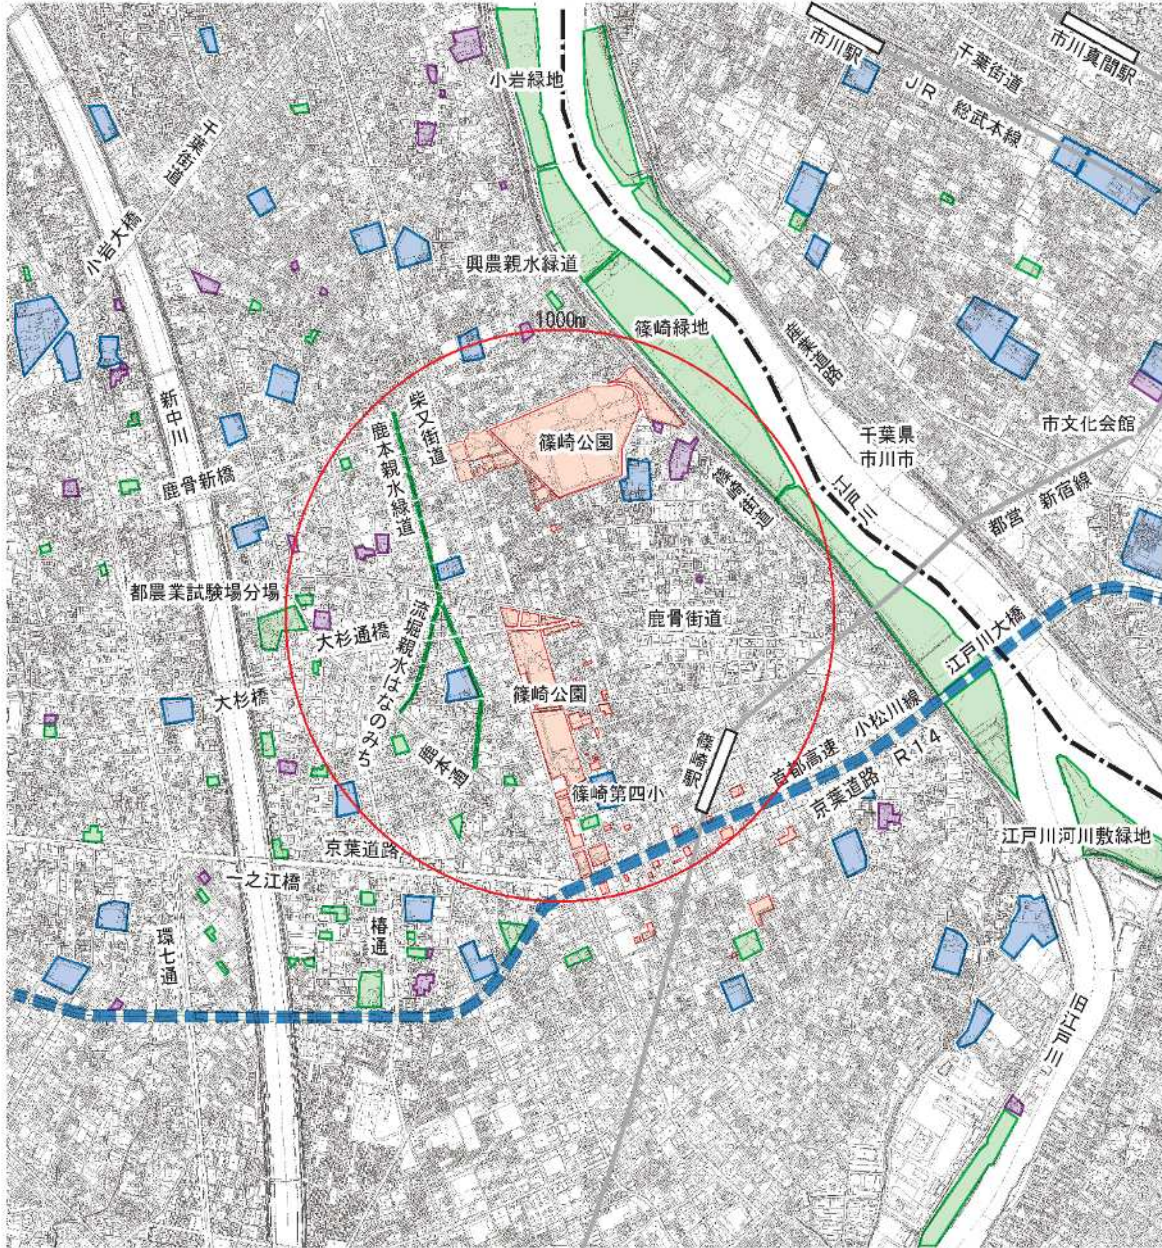 市川駅
市川真間駅
千葉街道
JR 総武本線
小岩緑地
千葉街道
小岩大橋
興農親水緑道
1000m
篠崎緑地
産業道路
新中川
柴又街道
鹿本親水緑道
篠崎公園
市文化会館
千葉県
市川市
鹿骨新橋
篠崎街道
江戸川
都営 新宿線
都農業試験場分場
大杉通橋
流堀親水はなのみち
鹿骨街道
江戸川大橋
大杉橋
篠崎公園
篠崎駅
首都高速 小松川線
京葉道路 R14
篠崎第四小
京葉道路
一之江橋
江戸川河川敷緑地
環七通
椿通
旧江戸川